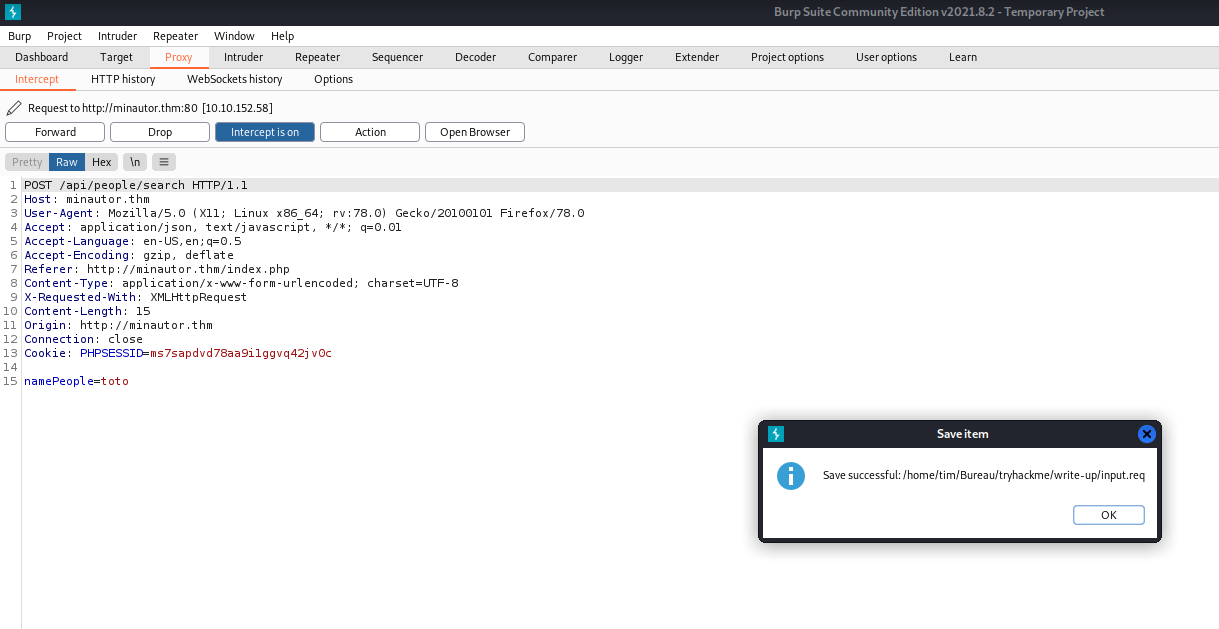 Burp Suite Community Edition v2021.8.2 - Temporary Project
Burp Project Intruder Repeater Window Help
Dashboard Target Proxy Intruder Repeater Sequencer Decoder Comparer Logger Extender Project options User options Learn
Intercept HTTP history WebSockets history Options
Request to http://minautor.thm:80 [10.10.152.58]
Forward Drop Intercept is on Action Open Browser
Pretty Raw Hex \n
1 POST /api/people/search HTTP/1.1
2 Host: minautor.thm
3 User-Agent: Mozilla/5.0 (X11; Linux x86_64; rv:78.0) Gecko/20100101 Firefox/78.0
4 Accept: application/json, text/javascript, */*; q=0.01
5 Accept-Language: en-US,en;q=0.5
6 Accept-Encoding: gzip, deflate
7 Referer: http://minautor.thm/index.php
8 Content-Type: application/x-www-form-urlencoded; charset=UTF-8
9 X-Requested-With: XMLHttpRequest
10 Content-Length: 15
11 Origin: http://minautor.thm
12 Connection: close
13 Cookie: PHPSESSID=ms7sapdvd78aa9i1ggvq42jv0c
14
15 namePeople=toto
Save item
Save successful: /home/tim/Bureau/tryhackme/write-up/input.req
OK